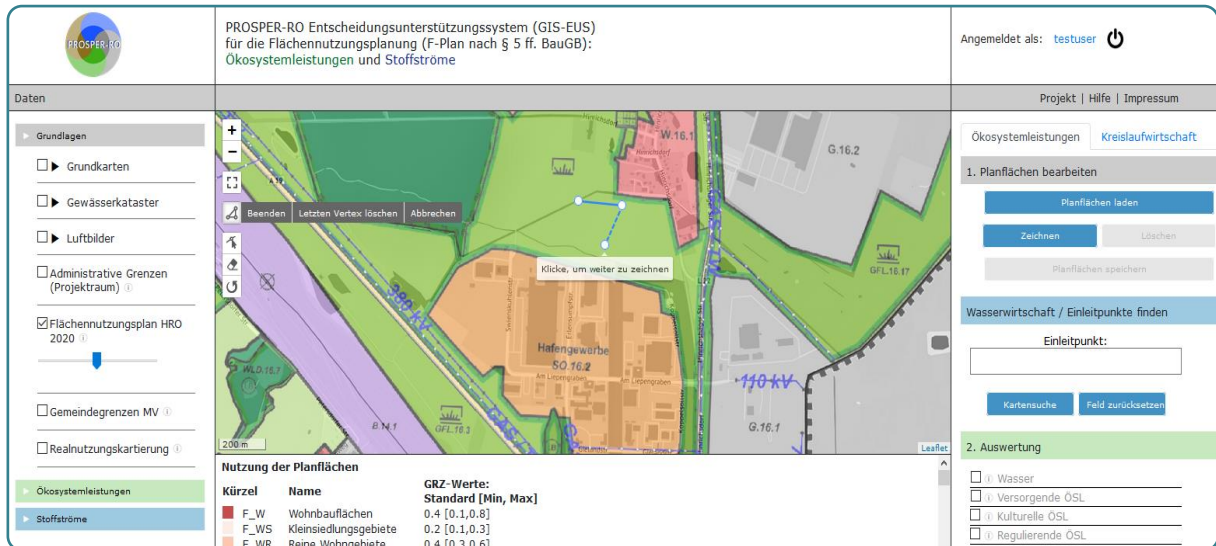 PROSPER-RO
PROSPER-RO Entscheidungsunterstützungssystem (GIS-EUS)
für die Flächennutzungsplanung (F-Plan nach § 5 ff. BauGB):
Ökosystemleistungen und Stoffströme
Angemeldet als: testuser
Daten
Projekt | Hilfe | Impressum
Grundlagen
Grundkarten
Gewässerkataster
Luftbilder
Administrative Grenzen
(Projektraum)
Flächennutzungsplan HRO
2020
Gemeindegrenzen MV
Realnutzungskartierung
Ökosystemleistungen
Stoffströme
+
−
Beenden
Letzten Vertex löschen
Abbrechen
Klicke, um weiter zu zeichnen
Hinrichsdorf
W.16.1
Hinrichsdorf
G.16.2
A 19
GFL.16.17
380 kV
Hafengewerbe
SO.16.2
Am Liepengraben
Am Liepengraben
110 kV
WLD.16.7
B.14.1
GFL.16.3
G.16.1
200 m
Leaflet
Nutzung der Planflächen
Kürzel
Name
GRZ-Werte:
Standard [Min, Max]
F_W Wohnbauflächen 0.4 [0.1,0.8]
F_WS Kleinsiedlungsgebiete 0.2 [0.1,0.3]
F_WR Reine Wohngebiete 0.4 [0.3,0.6]
Ökosystemleistungen
Kreislaufwirtschaft
1. Planflächen bearbeiten
Planflächen laden
Zeichnen
Löschen
Planflächen speichern
Wasserwirtschaft / Einleitpunkte finden
Einleitpunkt:
Kartensuche
Feld zurücksetzen
2. Auswertung
Wasser
Versorgende ÖSL
Kulturelle ÖSL
Regulierende ÖSL